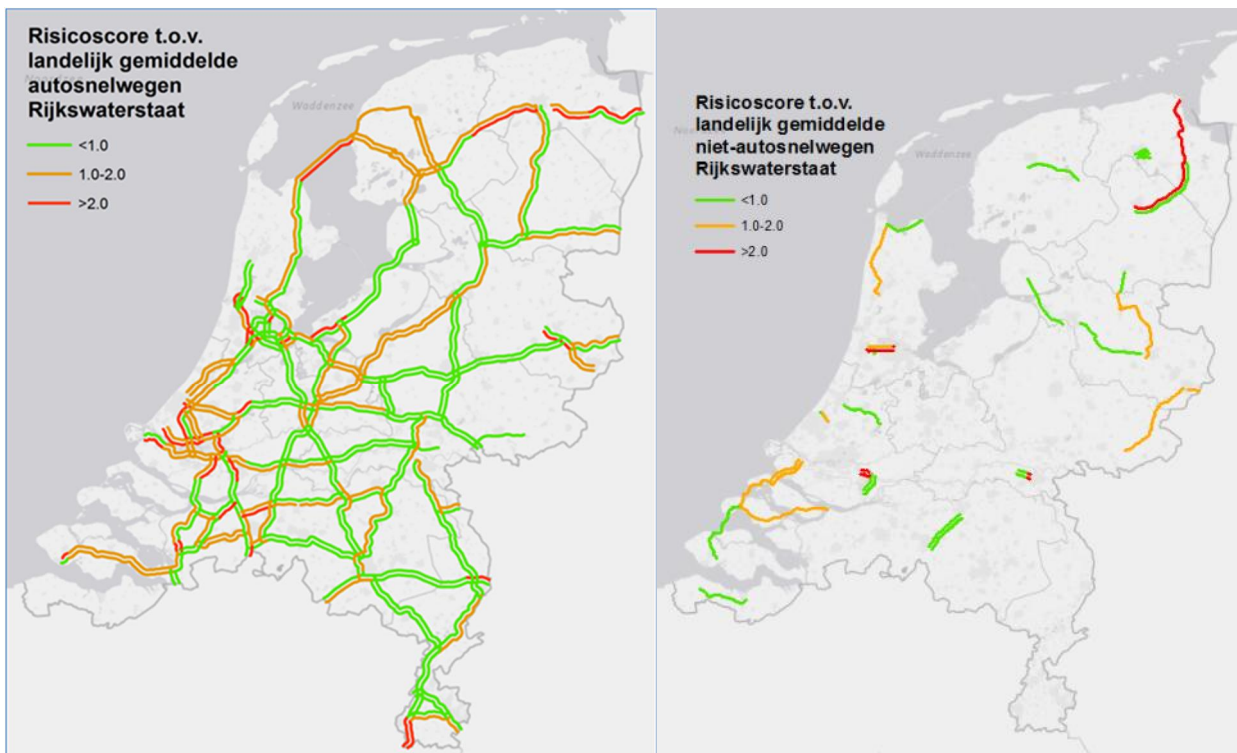 Risicoscore t.o.v.
landelijk gemiddelde
autosnelwegen
Rijkswaterstaat
<1.0
1.0-2.0
>2.0
Waddenzee
Risicoscore t.o.v.
landelijk gemiddelde
niet-autosnelwegen
Rijkswaterstaat
<1.0
1.0-2.0
>2.0
Waddenzee